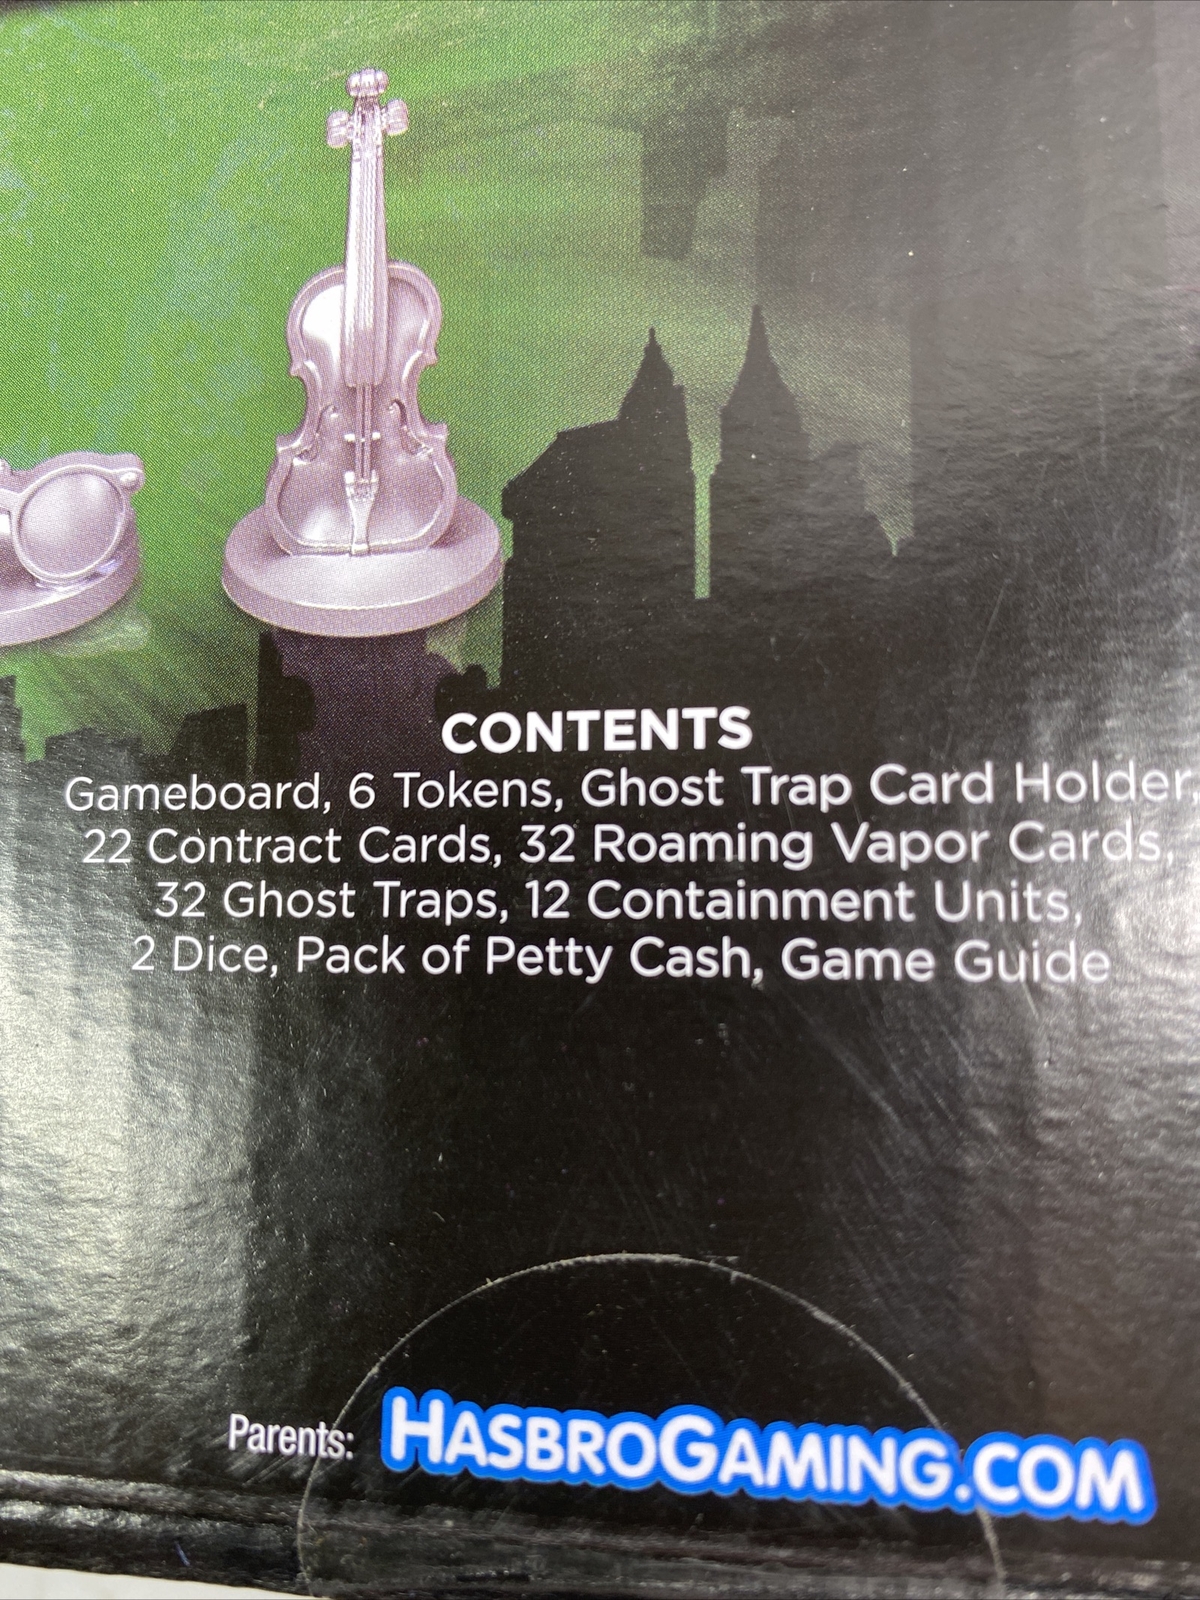 CONTENTS
Gameboard, 6 Tokens, Ghost Trap Card Holder,
22 Contract Cards, 32 Roaming Vapor Cards,
32 Ghost Traps, 12 Containment Units,
2 Dice, Pack of Petty Cash, Game Guide
Parents: HASBROGAMING.COM